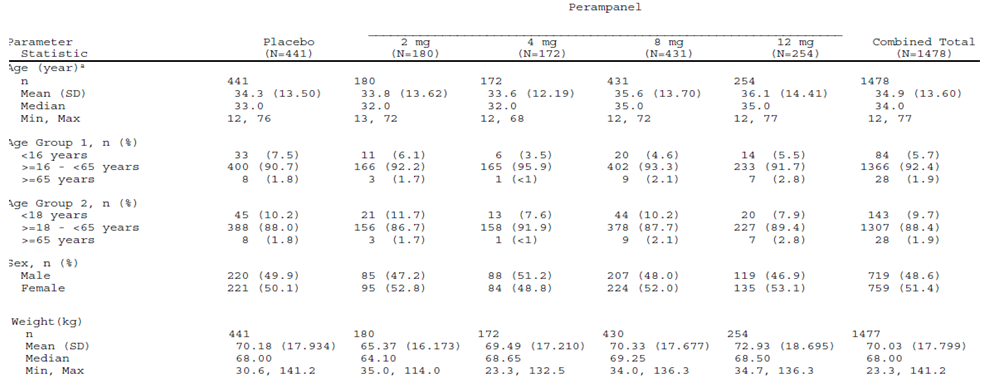 Perampanel
Parameter Placebo 2 mg 4 mg 8 mg 12 mg Combined Total
Statistic (N=441) (N=180) (N=172) (N=431) (N=254) (N=1478)
Age (year)ᵃ
n 441 180 172 431 254 1478
Mean (SD) 34.3 (13.50) 33.8 (13.62) 33.6 (12.19) 35.6 (13.70) 36.1 (14.41) 34.9 (13.60)
Median 33.0 32.0 32.0 35.0 35.0 34.0
Min, Max 12, 76 13, 72 12, 68 12, 72 12, 77 12, 77
Age Group 1, n (%)
<16 years 33 (7.5) 11 (6.1) 6 (3.5) 20 (4.6) 14 (5.5) 84 (5.7)
>=16 - <65 years 400 (90.7) 166 (92.2) 165 (95.9) 402 (93.3) 233 (91.7) 1366 (92.4)
>=65 years 8 (1.8) 3 (1.7) 1 (<1) 9 (2.1) 7 (2.8) 28 (1.9)
Age Group 2, n (%)
<18 years 45 (10.2) 21 (11.7) 13 (7.6) 44 (10.2) 20 (7.9) 143 (9.7)
>=18 - <65 years 388 (88.0) 156 (86.7) 158 (91.9) 378 (87.7) 227 (89.4) 1307 (88.4)
>=65 years 8 (1.8) 3 (1.7) 1 (<1) 9 (2.1) 7 (2.8) 28 (1.9)
Sex, n (%)
Male 220 (49.9) 85 (47.2) 88 (51.2) 207 (48.0) 119 (46.9) 719 (48.6)
Female 221 (50.1) 95 (52.8) 84 (48.8) 224 (52.0) 135 (53.1) 759 (51.4)
Weight(kg)
n 441 180 172 430 254 1477
Mean (SD) 70.18 (17.934) 65.37 (16.173) 69.49 (17.210) 70.33 (17.677) 72.93 (18.695) 70.03 (17.799)
Median 68.00 64.10 68.65 69.25 68.50 68.00
Min, Max 30.6, 141.2 35.0, 114.0 23.3, 132.5 34.0, 136.3 34.7, 136.3 23.3, 141.2